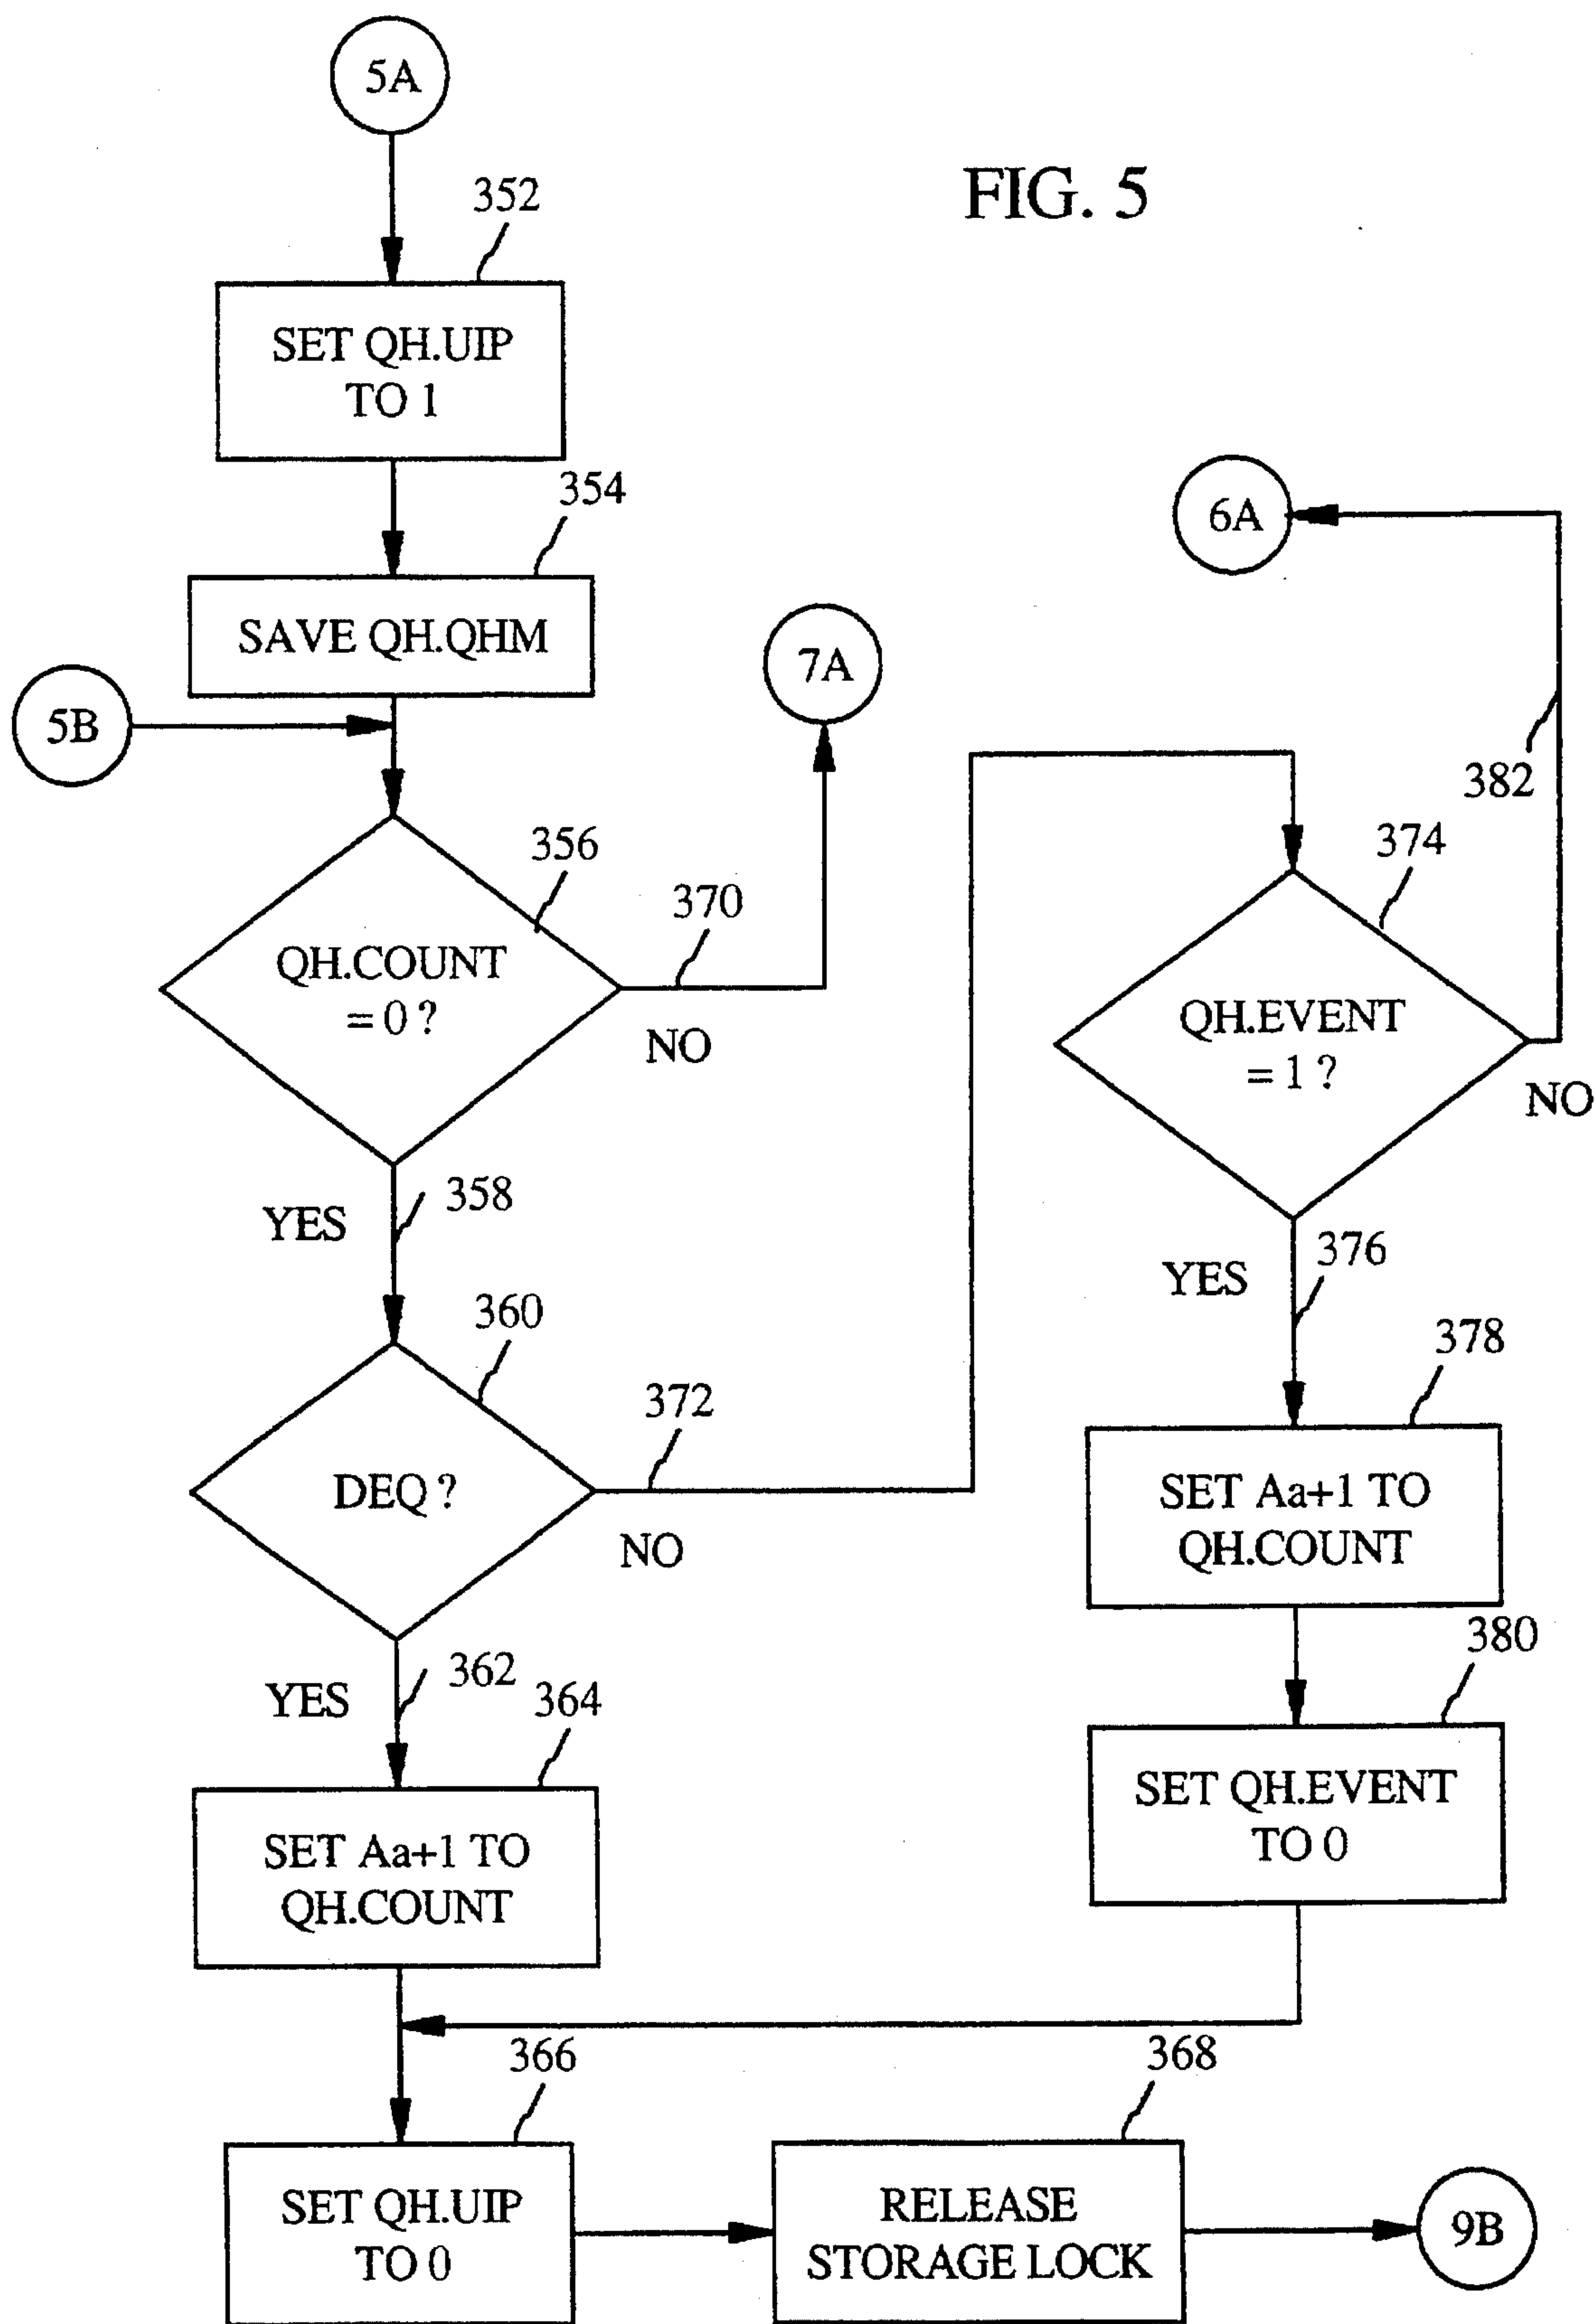 5A
FIG. 5
352
SET QH.UIP
TO 1
354
SAVE QH.QHM
5B
7A
6A
382
356
QH.COUNT
= 0 ?
370
NO
374
QH.EVENT
= 1 ?
NO
YES
358
YES
376
360
DEQ ?
372
NO
378
SET Aa+1 TO
QH.COUNT
YES
362
364
SET Aa+1 TO
QH.COUNT
380
SET QH.EVENT
TO 0
366
SET QH.UIP
TO 0
368
RELEASE
STORAGE LOCK
9B